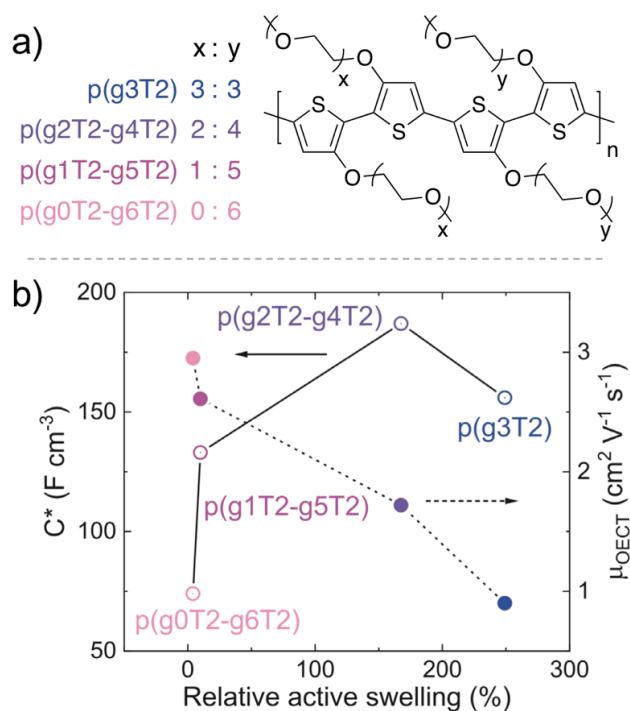 a)
x : y
p(g3T2) 3 : 3
p(g2T2-g4T2) 2 : 4
p(g1T2-g5T2) 1 : 5
p(g0T2-g6T2) 0 : 6
O O O O
x y
S S S S
n
O O O O
x y
b)
200
150
100
50
C* (F cm⁻³)
p(g2T2-g4T2)
p(g3T2)
p(g1T2-g5T2)
p(g0T2-g6T2)
3
2
1
μOECT (cm² V⁻¹ s⁻¹)
0 100 200 300
Relative active swelling (%)